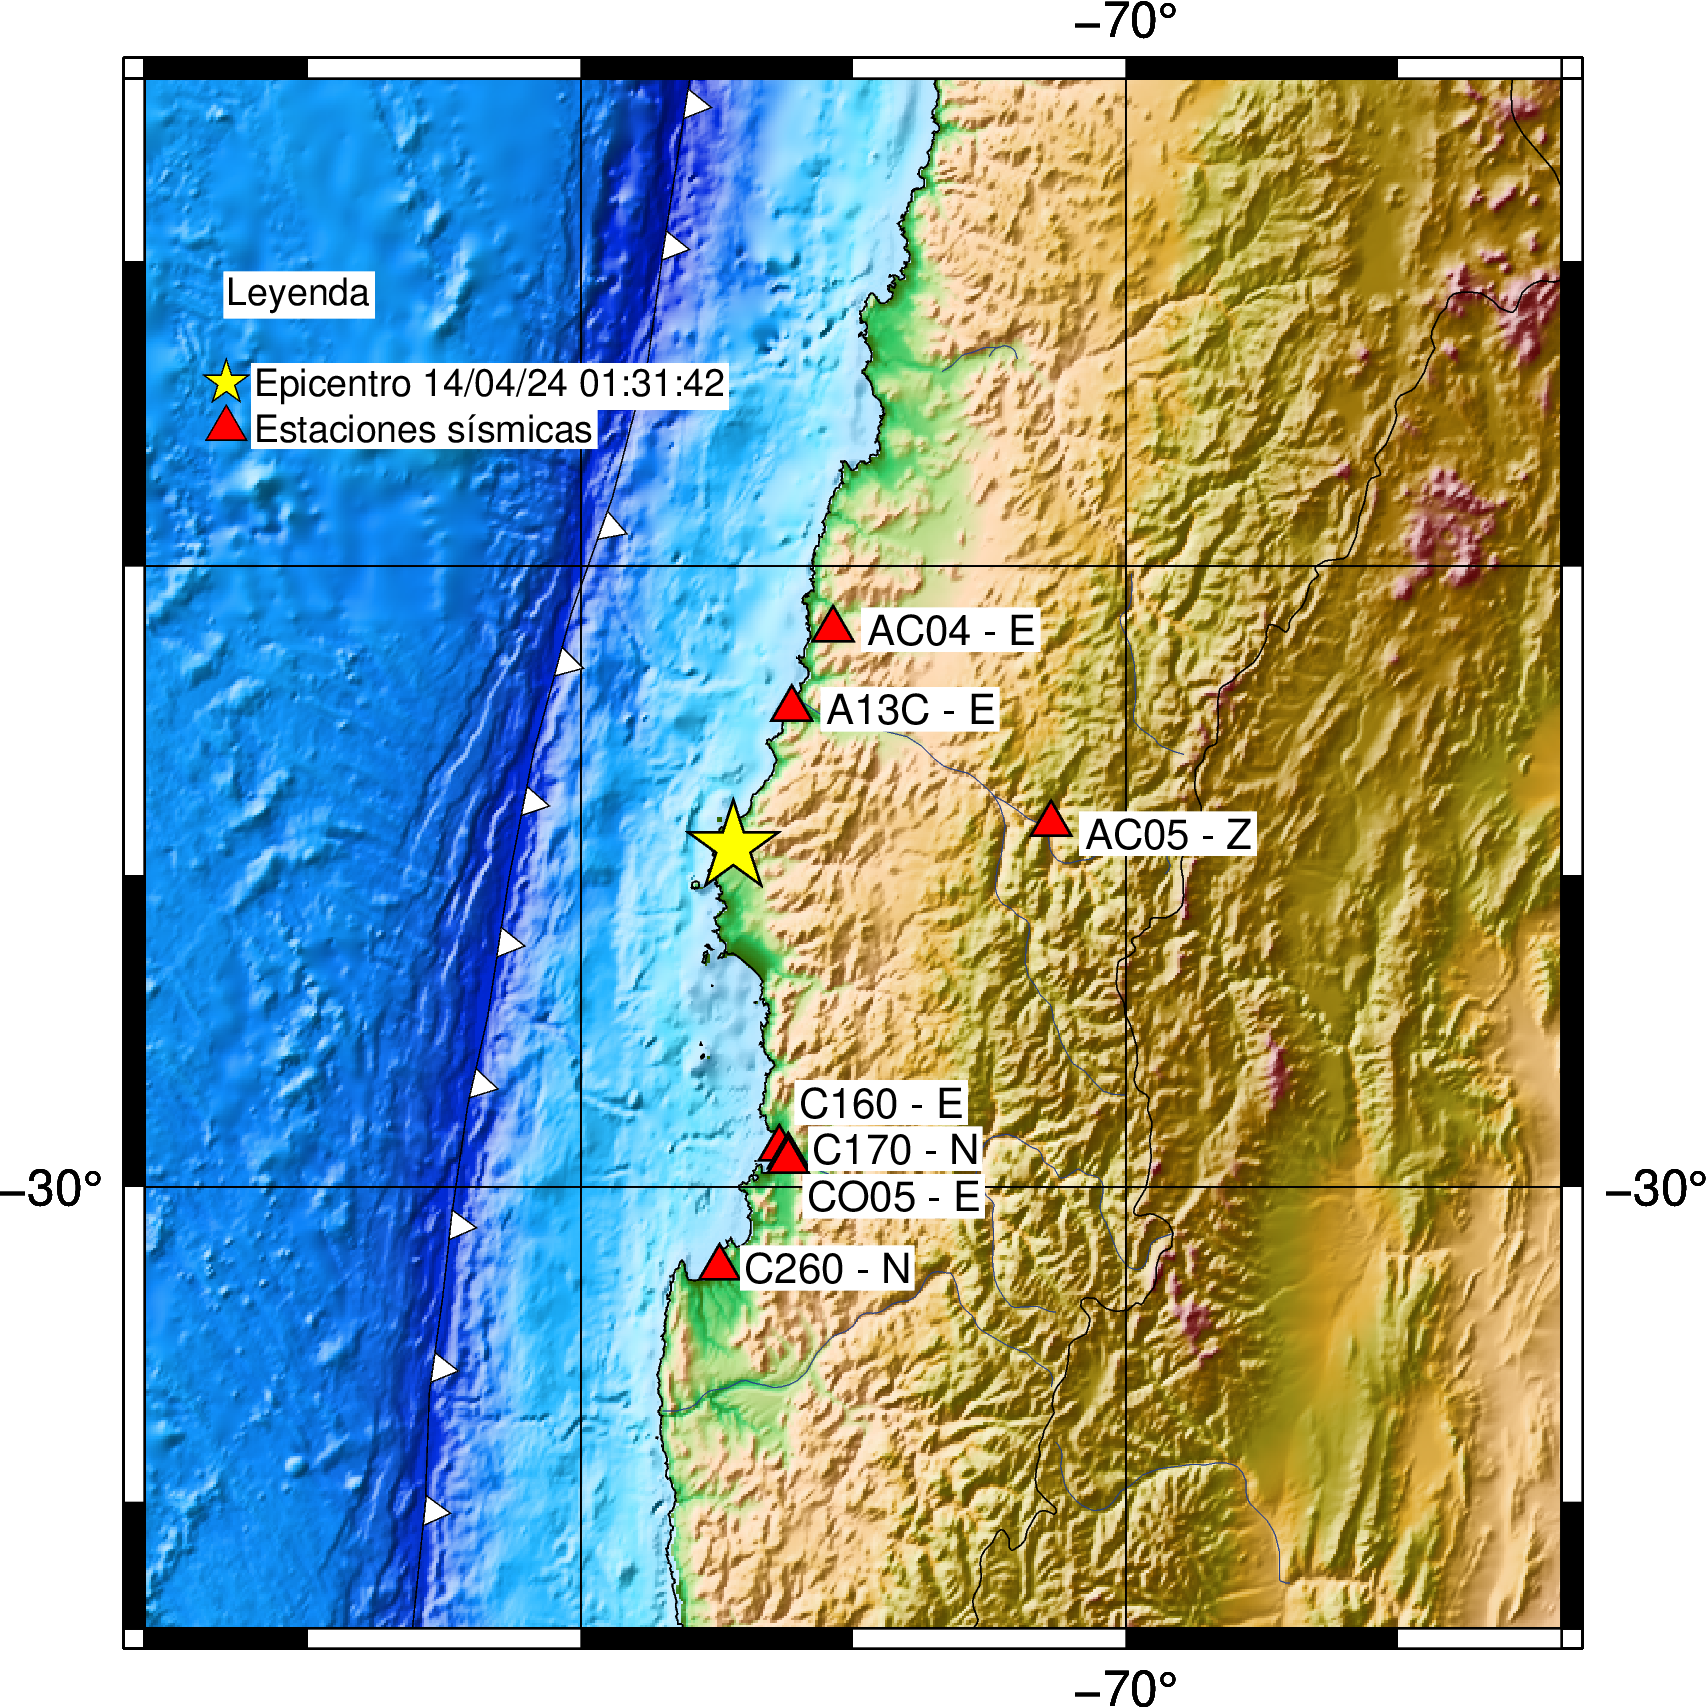 −70°
Leyenda
Epicentro 14/04/24 01:31:42
Estaciones sísmicas
AC04 - E
A13C - E
AC05 - Z
C160 - E
C170 - N
−30°
−30°
CO05 - E
C260 - N
−70°